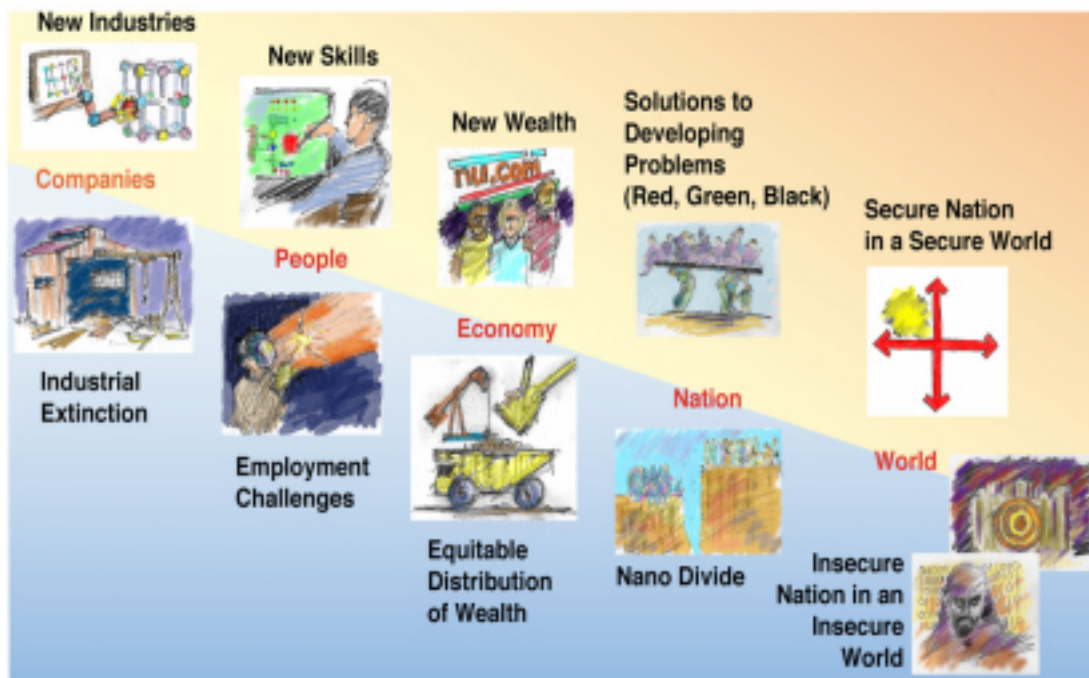 New Industries
New Skills
New Wealth
Solutions to
Developing
Problems
(Red, Green, Black)
Secure Nation
in a Secure World
Companies
People
Economy
Nation
World
Industrial
Extinction
Employment
Challenges
Equitable
Distribution
of Wealth
Nano Divide
Insecure
Nation in an
Insecure
World